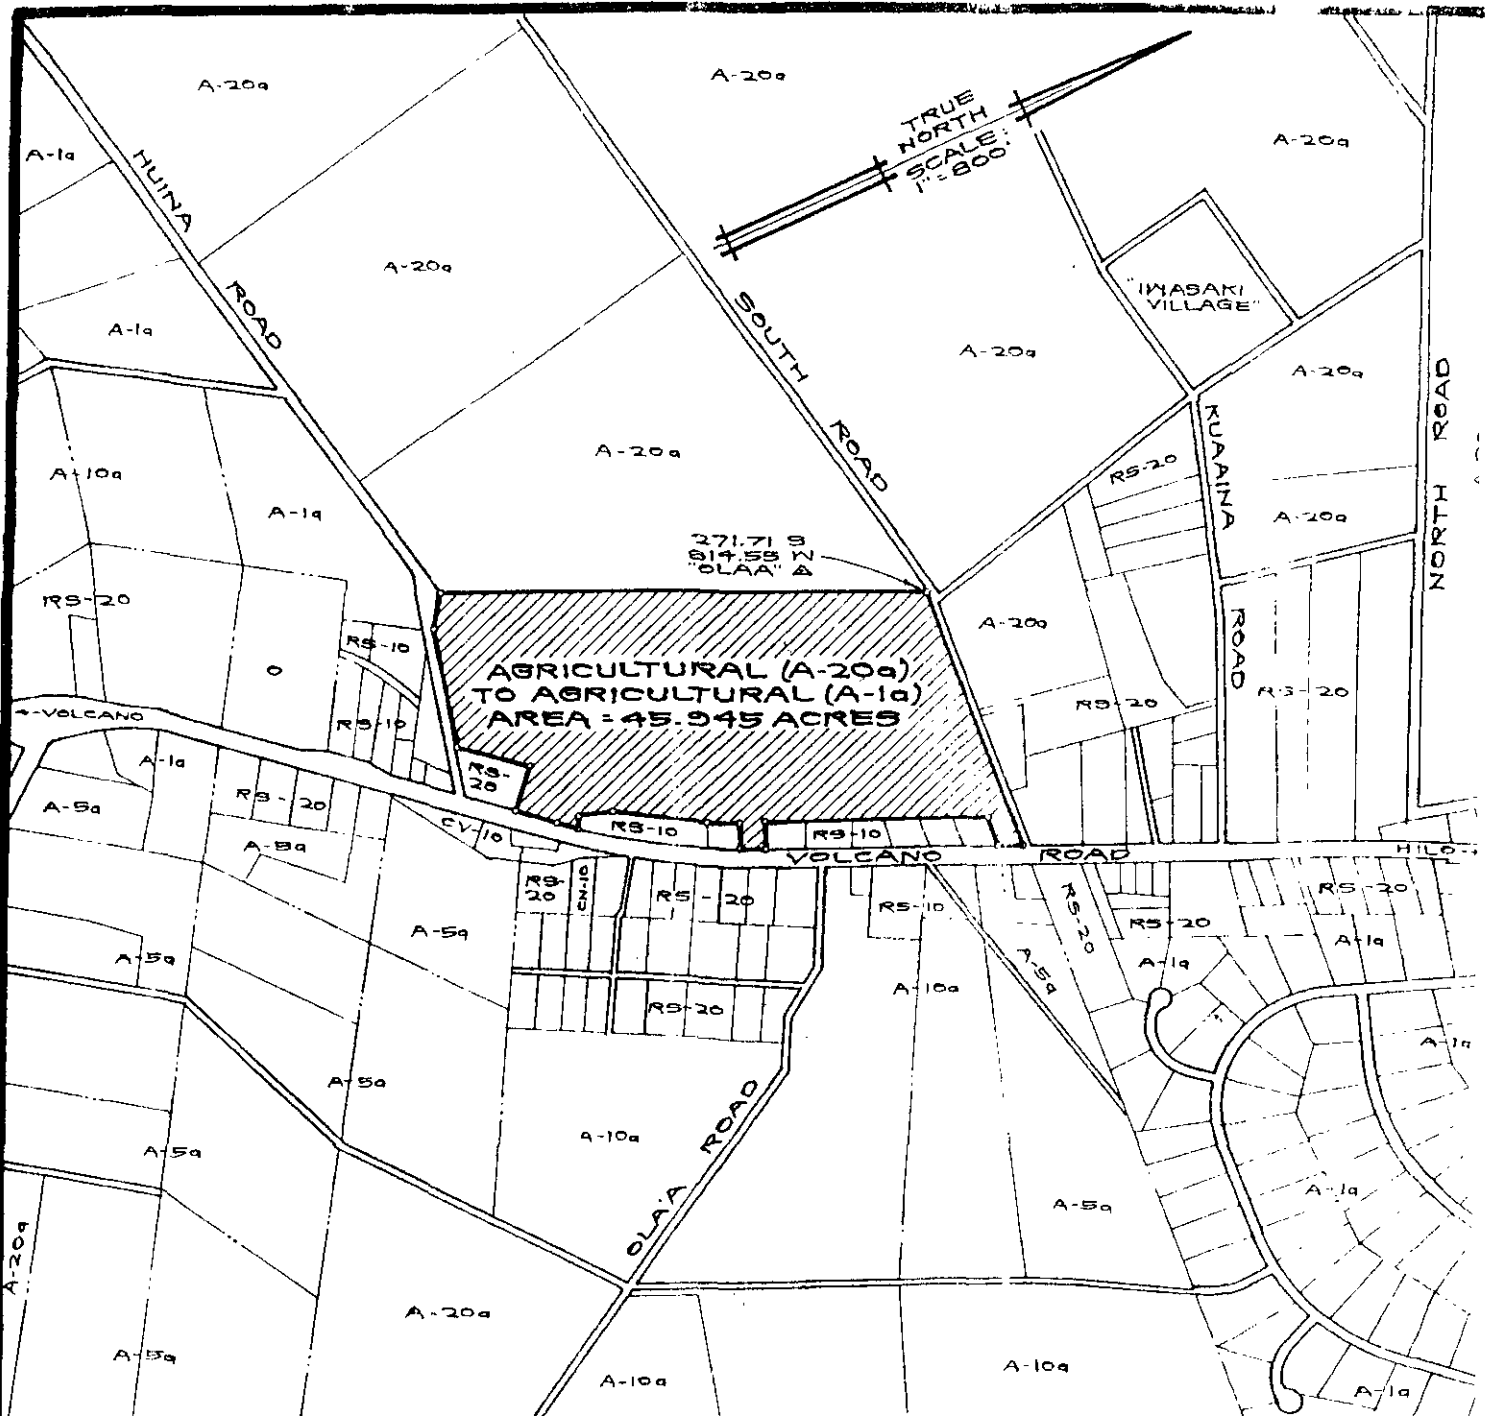 A-20a
A-20a
TRUE
NORTH
SCALE:
1"=800'
A-20a
A-1a
HUINA
ROAD
A-20a
SOUTH
ROAD
"IWASAKI
VILLAGE"
A-1a
A-20a
A-20a
NORTH ROAD
KUAAINA
ROAD
A-10a
A-20a
RS-20
A-1a
A-20a
271.71 S
814.55 W
"OLAA" △
RS-20
RS-10
O
A-20a
AGRICULTURAL (A-20a)
TO AGRICULTURAL (A-1a)
AREA = 45.945 ACRES
RS-20
RS-20
←VOLCANO
RS-10
A-1a
RS-
20
A-5a
RS-20
CV-10
RS-10
RS-10
A-5a
VOLCANO ROAD
HILO→
RS-
20
CN-10
RS-20
RS-10
RS-20
RS-20
RS-20
A-5a
A-5a
A-5a
A-1a
A-1a
A-10a
RS-20
A-1a
A-5a
A-5a
A-10a
OLA'A ROAD
A-5a
A-1a
A-20a
A-20a
A-5a
A-10a
A-10a
A-1a